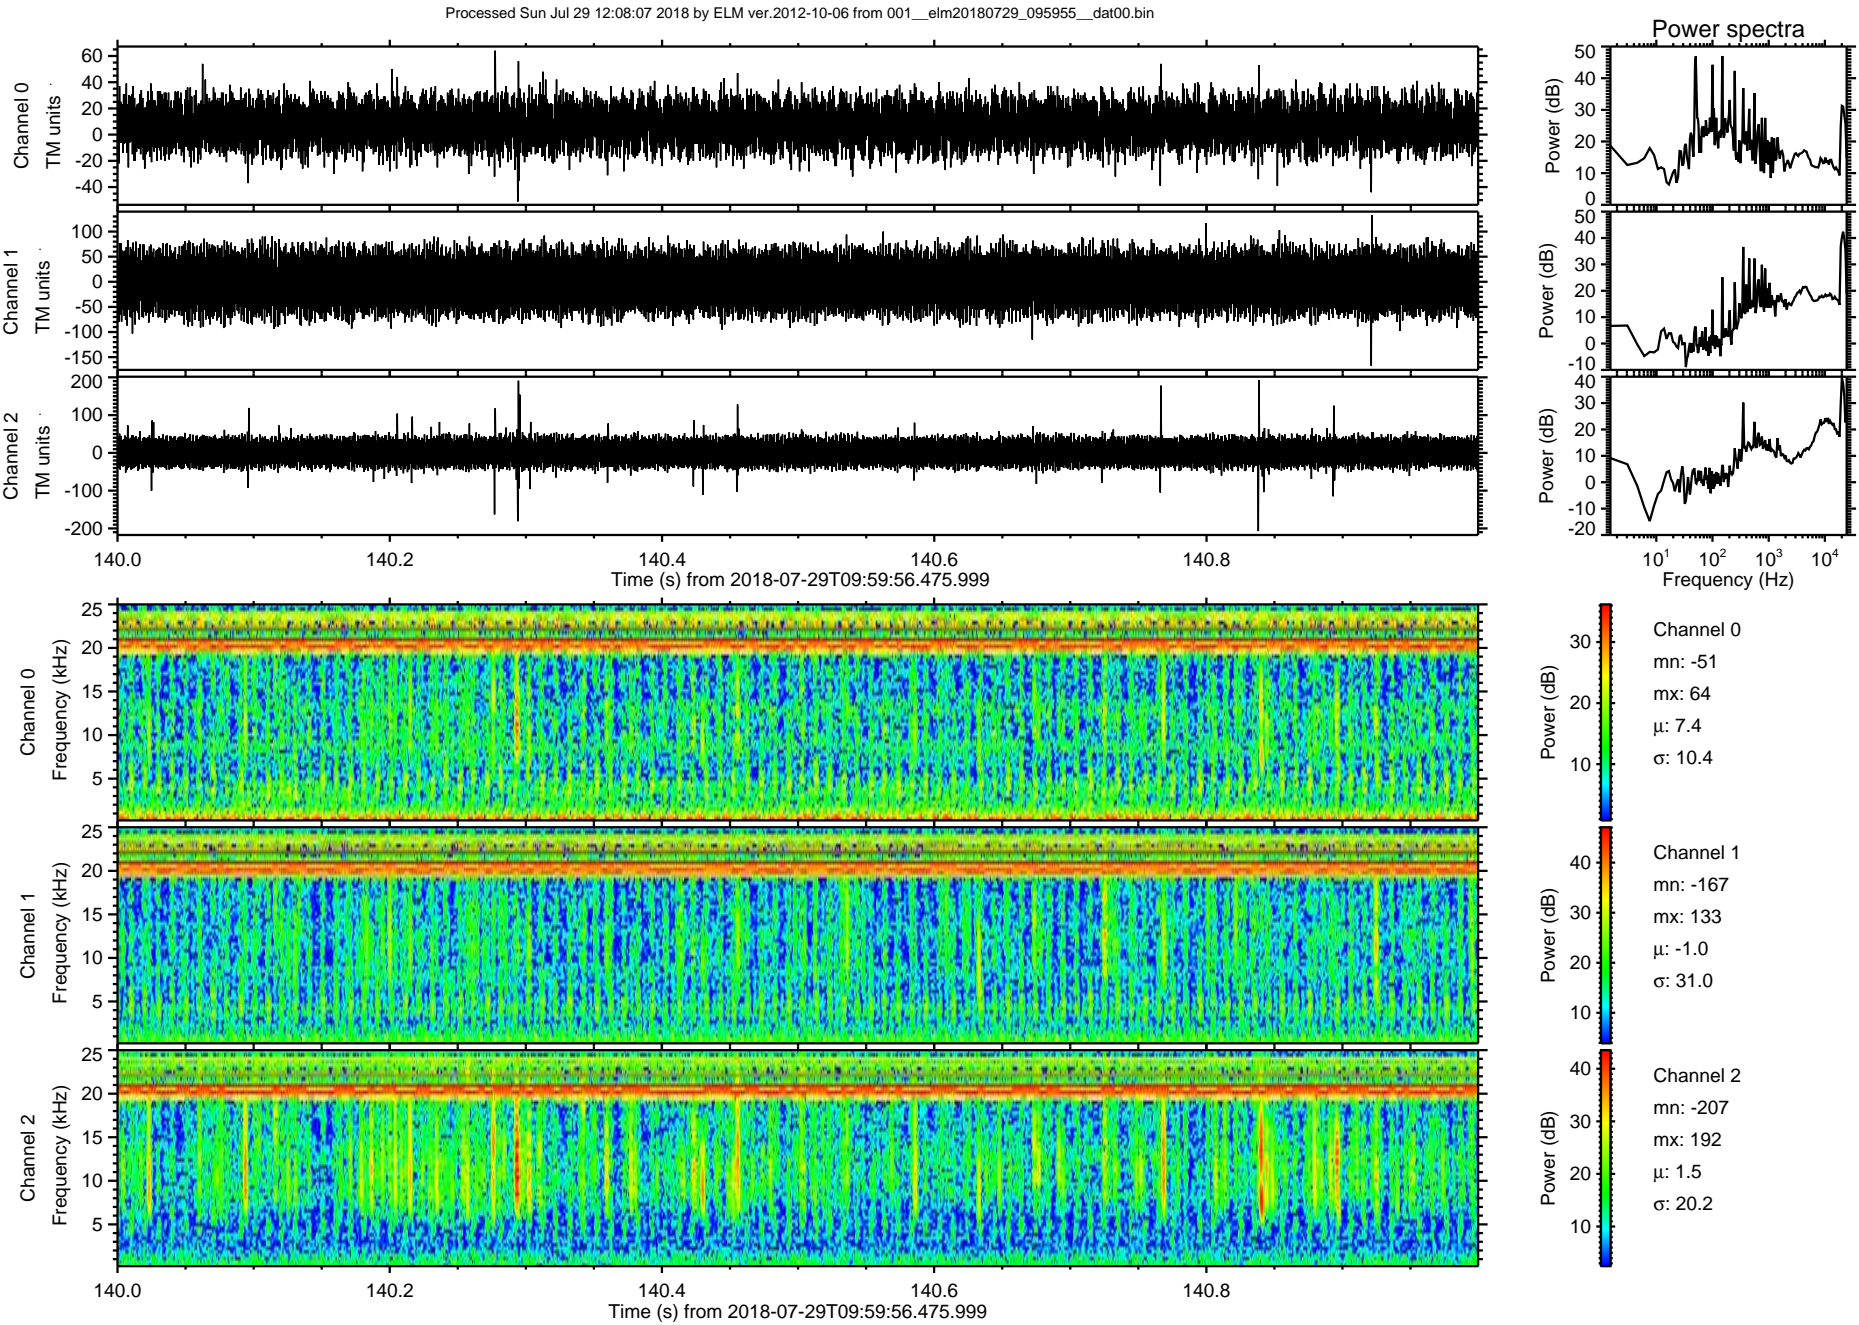 Processed Sun Jul 29 12:08:07 2018 by ELM ver.2012-10-06 from 001__elm20180729_095955__dat00.bin
Power spectra
Channel 0
TM units
60
40
20
0
-20
-40
Power (dB)
50
40
30
20
10
0
Channel 1
TM units
100
50
0
-50
-100
-150
Power (dB)
50
40
30
20
10
0
-10
Channel 2
TM units
200
100
0
-100
-200
Power (dB)
40
30
20
10
0
-10
-20
140.0 140.2 140.4 140.6 140.8
Time (s) from 2018-07-29T09:59:56.475.999
10^1 10^2 10^3 10^4
Frequency (Hz)
Channel 0
Frequency (kHz)
25
20
15
10
5
Power (dB)
30
20
10
Channel 0
mn: -51
mx: 64
μ: 7.4
σ: 10.4
Channel 1
Frequency (kHz)
25
20
15
10
5
Power (dB)
40
30
20
10
Channel 1
mn: -167
mx: 133
μ: -1.0
σ: 31.0
Channel 2
Frequency (kHz)
25
20
15
10
5
Power (dB)
40
30
20
10
Channel 2
mn: -207
mx: 192
μ: 1.5
σ: 20.2
140.0 140.2 140.4 140.6 140.8
Time (s) from 2018-07-29T09:59:56.475.999